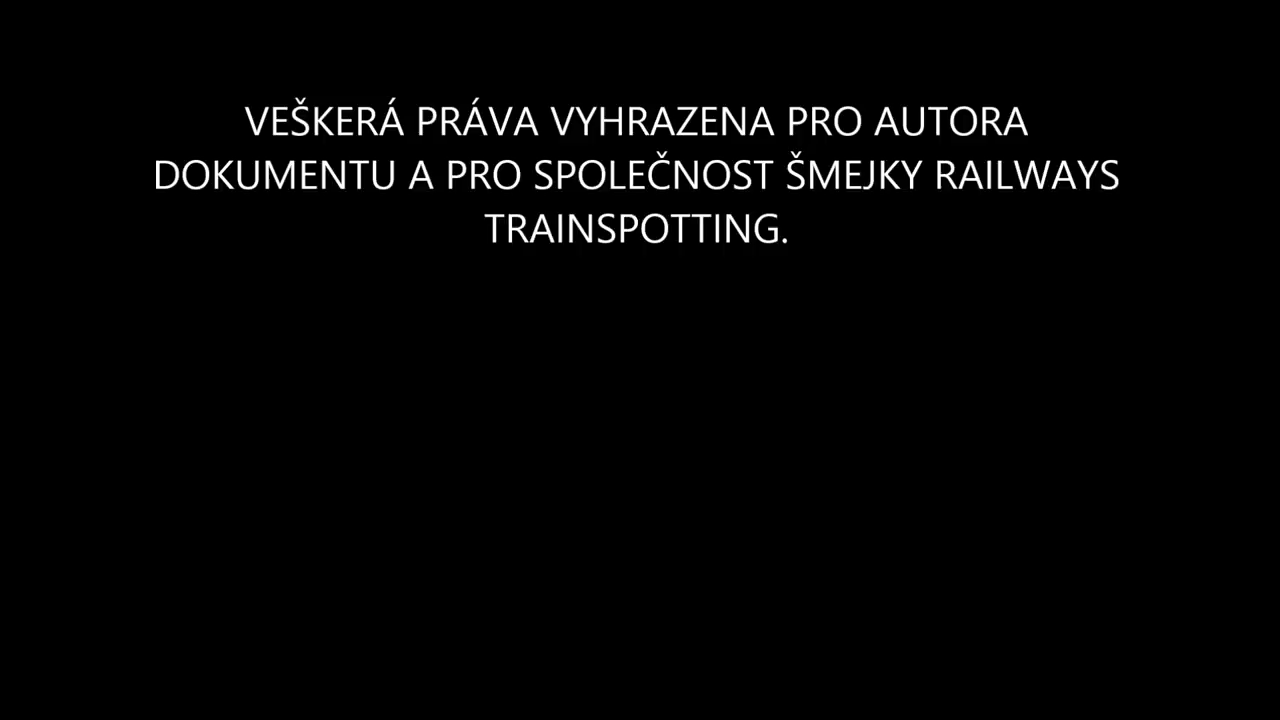 VEŠKERÁ PRÁVA VYHRAZENA PRO AUTORA
DOKUMENTU A PRO SPOLEČNOST ŠMEJKY RAILWAYS
TRAINSPOTTING.